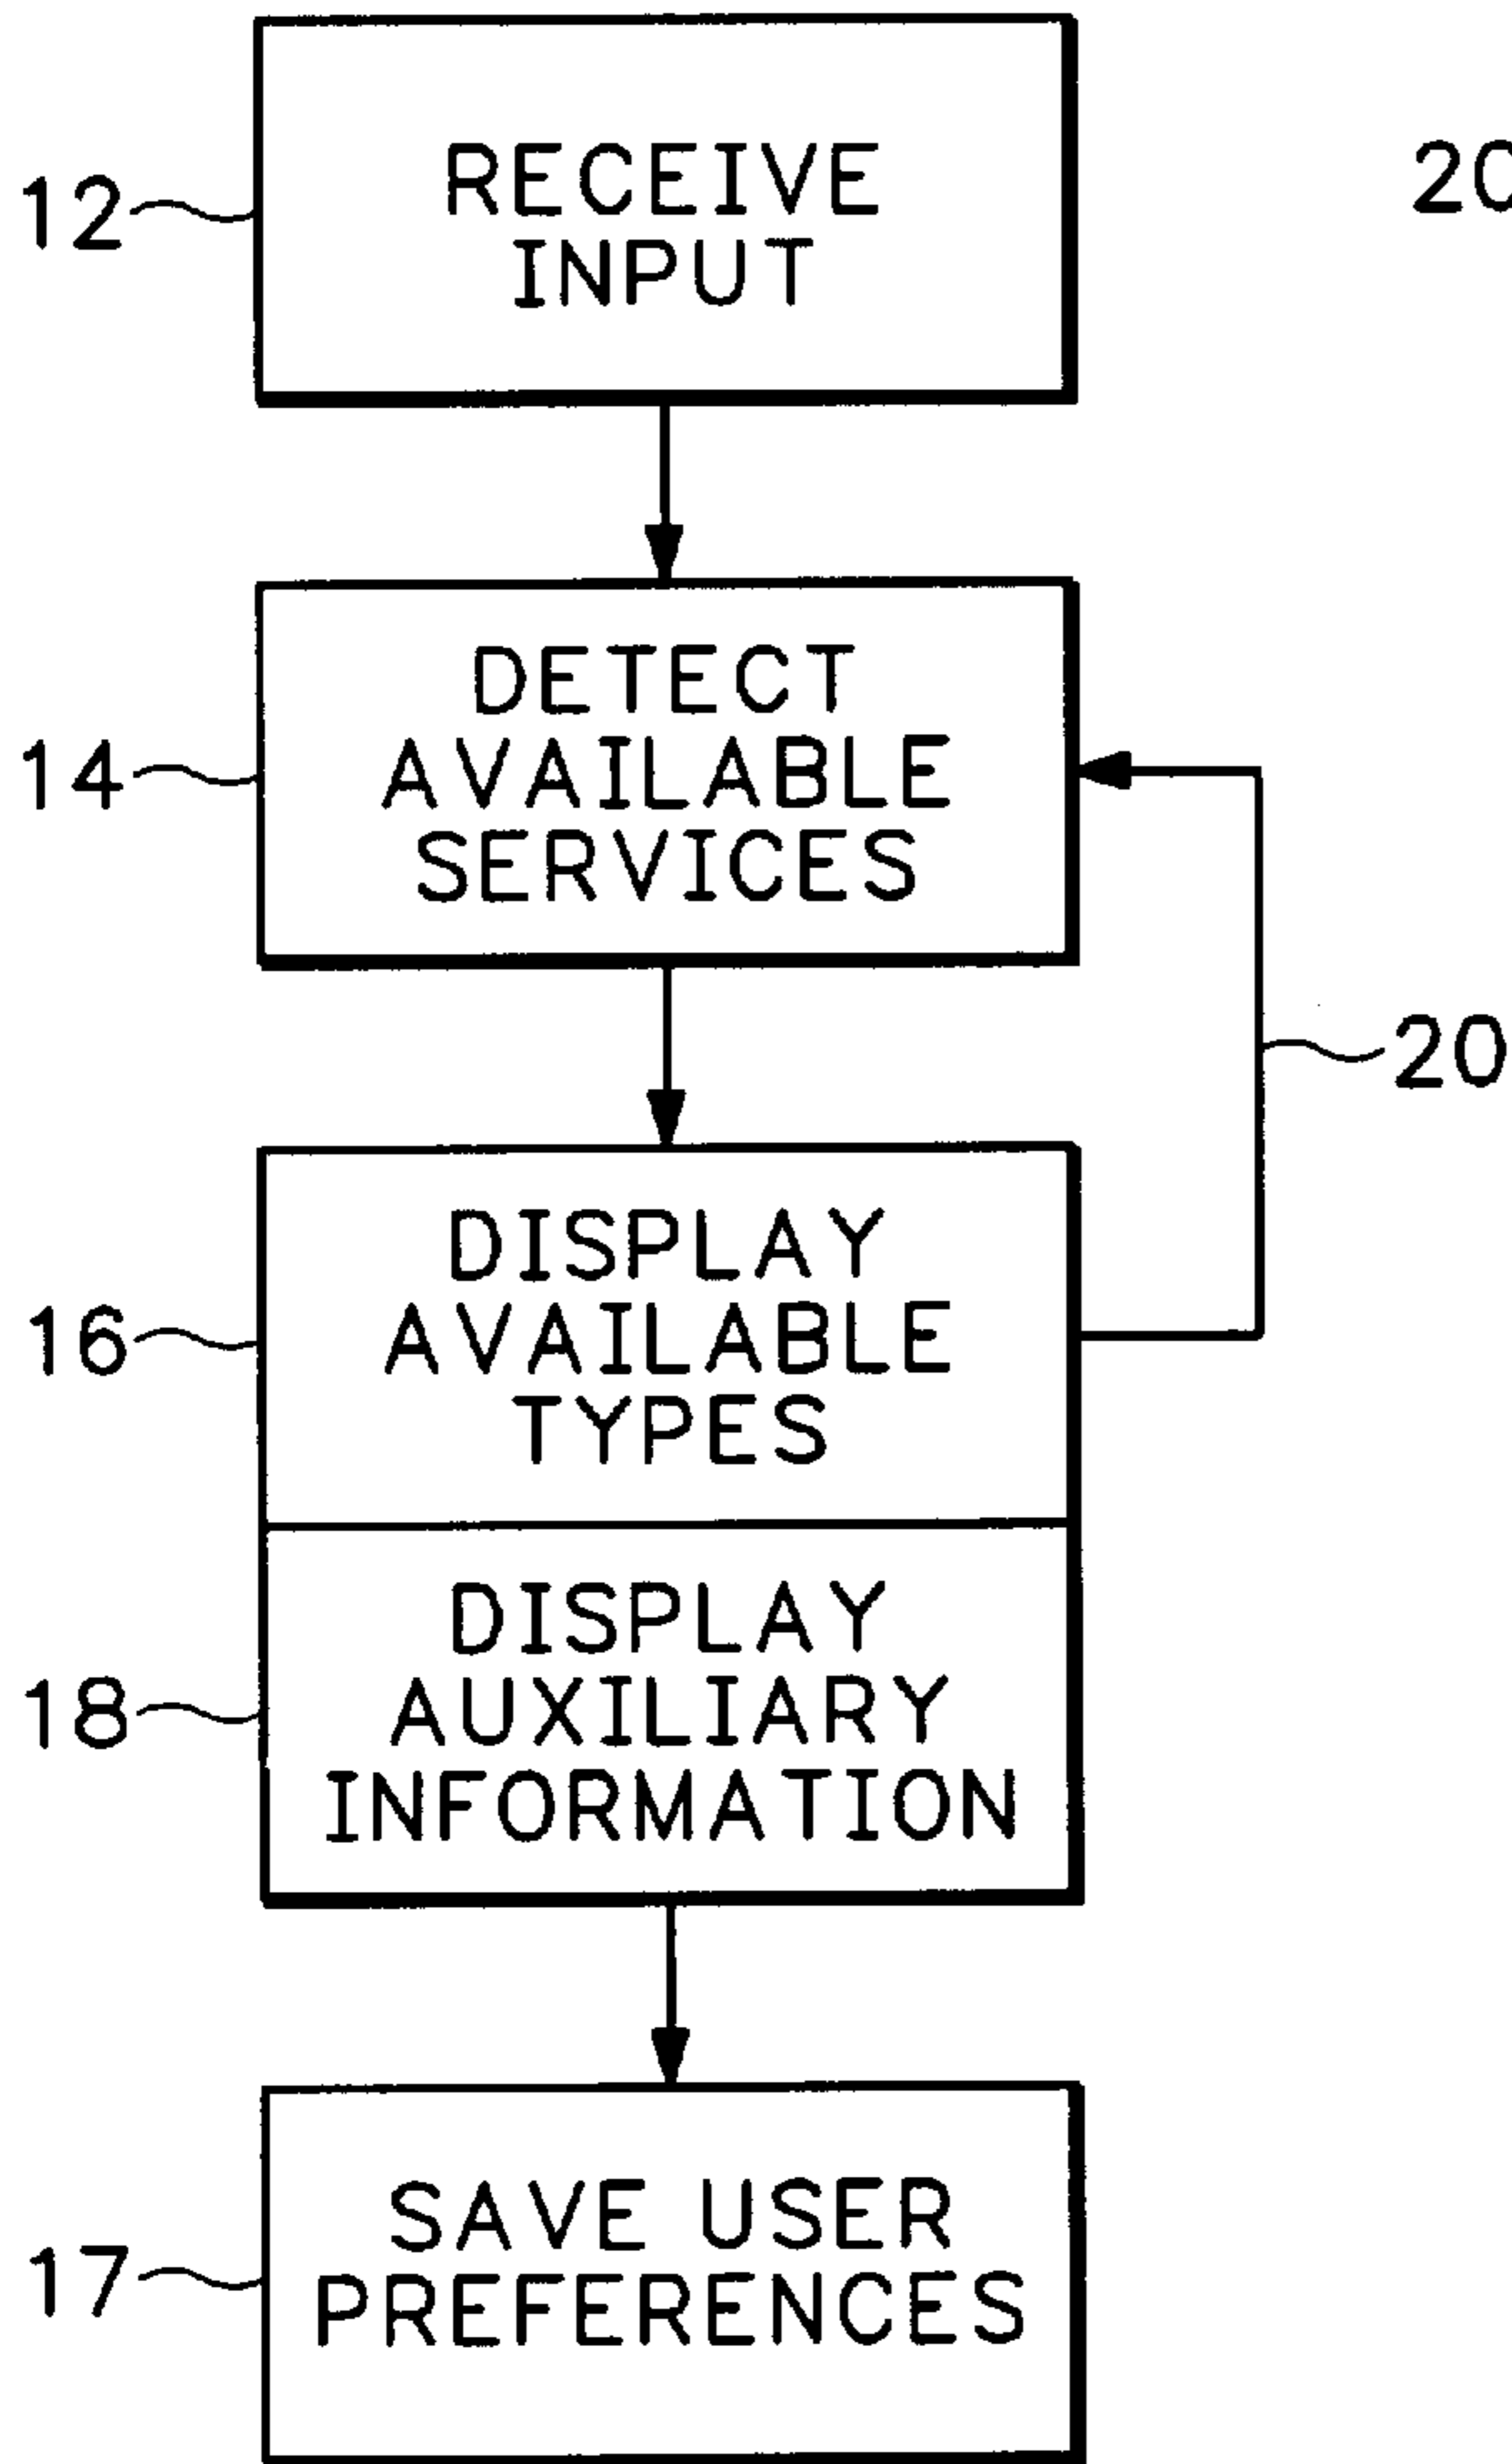 12
RECEIVE
INPUT
14
DETECT
AVAILABLE
SERVICES
20
16
DISPLAY
AVAILABLE
TYPES
18
DISPLAY
AUXILIARY
INFORMATION
17
SAVE USER
PREFERENCES